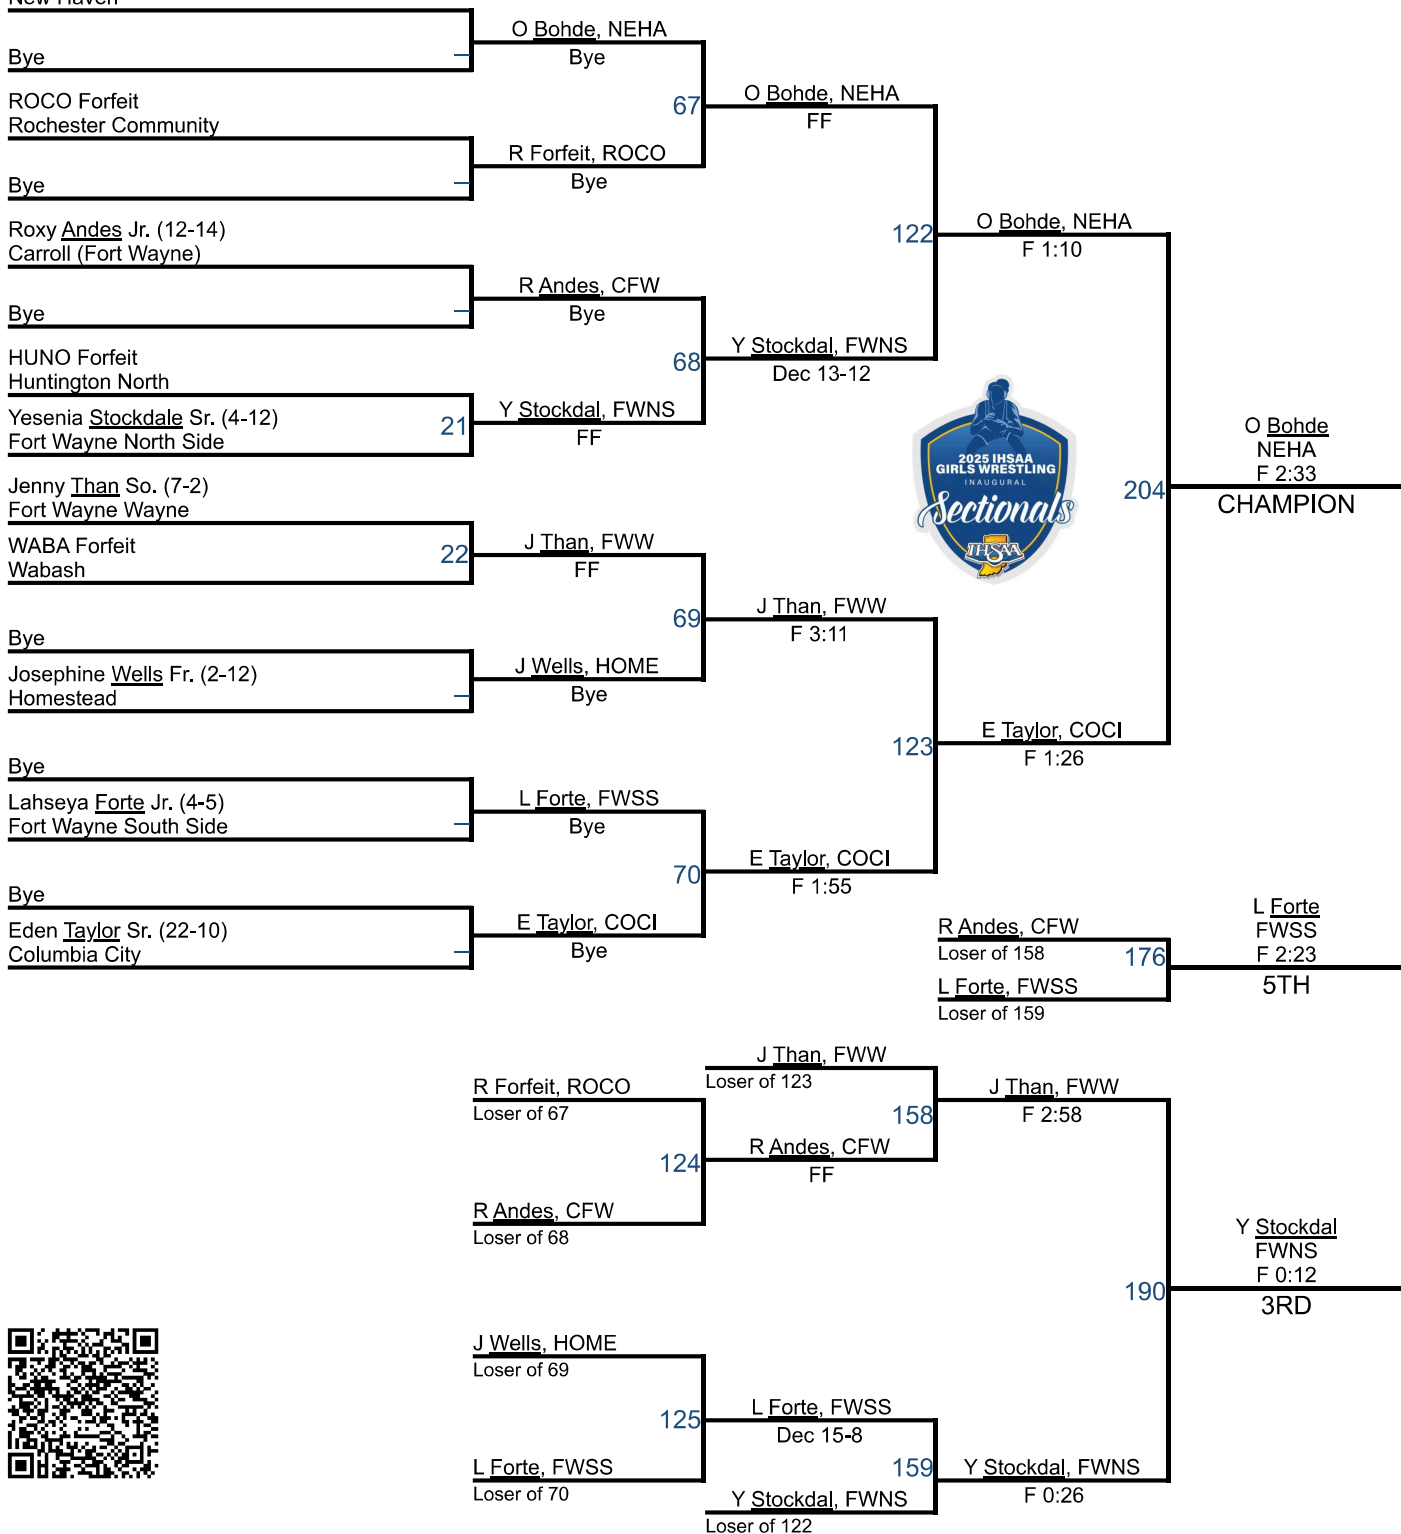 New Haven
Bye
O Bohde, NEHA
Bye
ROCO Forfeit
Rochester Community
Bye
R Forfeit, ROCO
Bye
67
O Bohde, NEHA
FF
Roxy Andes Jr. (12-14)
Carroll (Fort Wayne)
Bye
R Andes, CFW
Bye
HUNO Forfeit
Huntington North
Yesenia Stockdale Sr. (4-12)
Fort Wayne North Side
21
Y Stockdal, FWNS
FF
68
Y Stockdal, FWNS
Dec 13-12
122
O Bohde, NEHA
F 1:10
Jenny Than So. (7-2)
Fort Wayne Wayne
WABA Forfeit
Wabash
22
J Than, FWW
FF
Bye
Josephine Wells Fr. (2-12)
Homestead
J Wells, HOME
Bye
69
J Than, FWW
F 3:11
Bye
Lahseya Forte Jr. (4-5)
Fort Wayne South Side
L Forte, FWSS
Bye
Bye
Eden Taylor Sr. (22-10)
Columbia City
E Taylor, COCI
Bye
70
E Taylor, COCI
F 1:55
123
E Taylor, COCI
F 1:26
2025 IHSAA
GIRLS WRESTLING
INAUGURAL
Sectionals
IHSAA
204
O Bohde
NEHA
F 2:33
CHAMPION
R Andes, CFW
Loser of 158
176
L Forte, FWSS
Loser of 159
L Forte
FWSS
F 2:23
5TH
J Than, FWW
Loser of 123
R Forfeit, ROCO
Loser of 67
124
R Andes, CFW
Loser of 68
R Andes, CFW
FF
158
J Than, FWW
F 2:58
190
Y Stockdal
FWNS
F 0:12
3RD
J Wells, HOME
Loser of 69
125
L Forte, FWSS
Loser of 70
L Forte, FWSS
Dec 15-8
159
Y Stockdal, FWNS
Loser of 122
Y Stockdal, FWNS
F 0:26